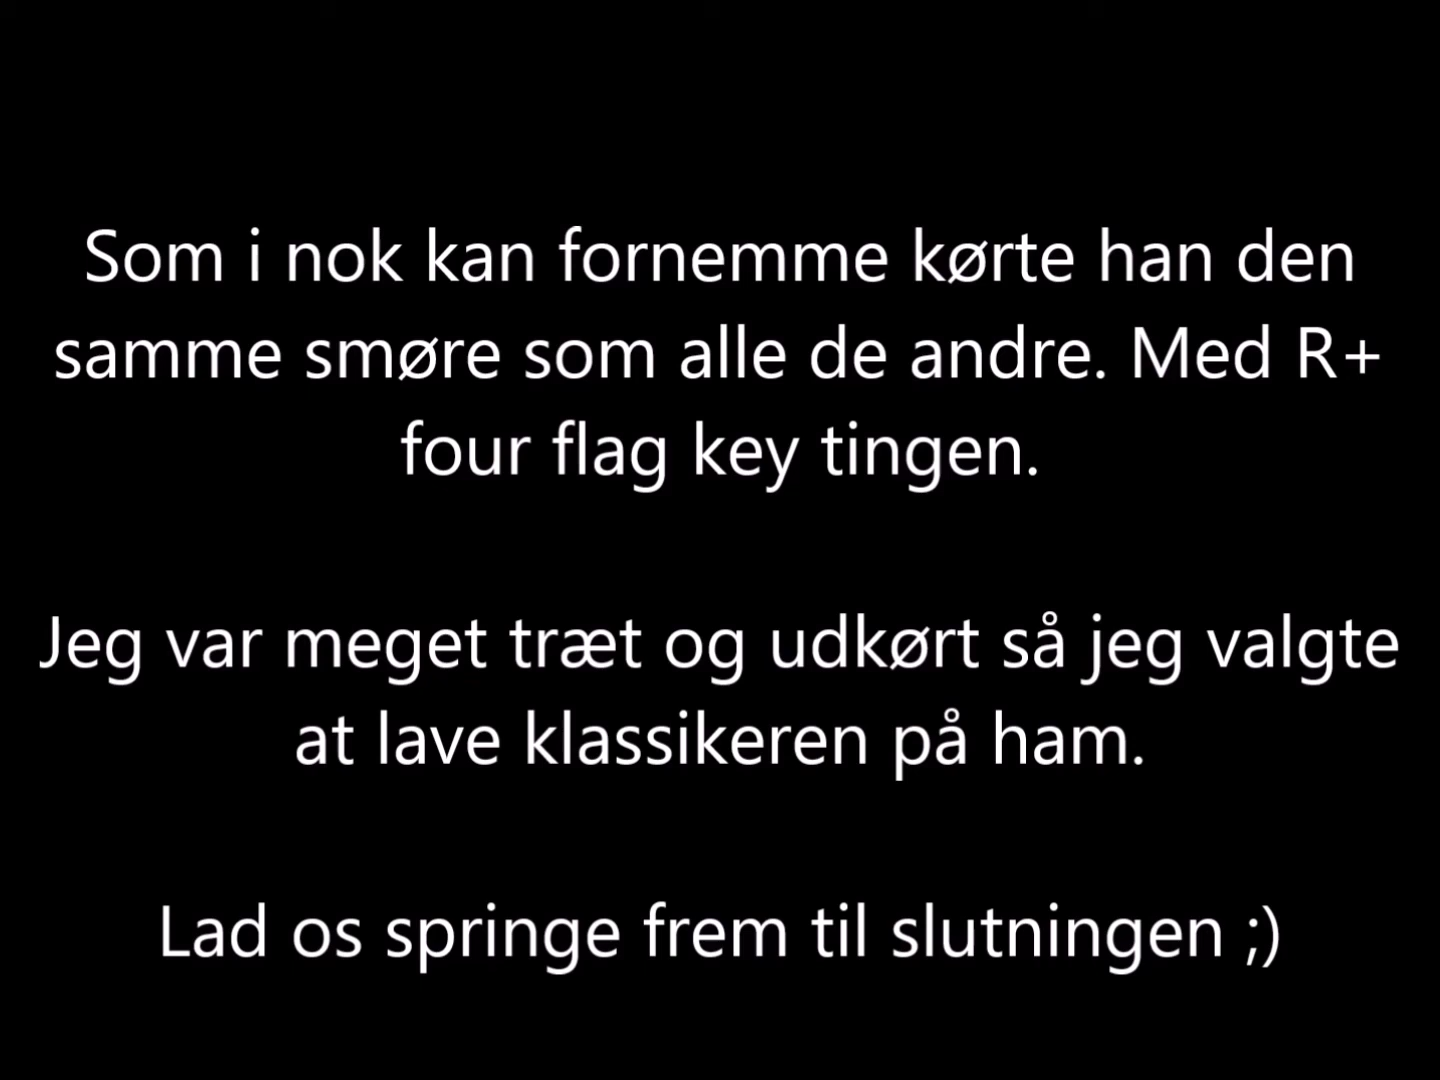 Som i nok kan fornemme kørte han den
samme smøre som alle de andre. Med R+
four flag key tingen.
Jeg var meget træt og udkørt så jeg valgte
at lave klassikeren på ham.
Lad os springe frem til slutningen ;)